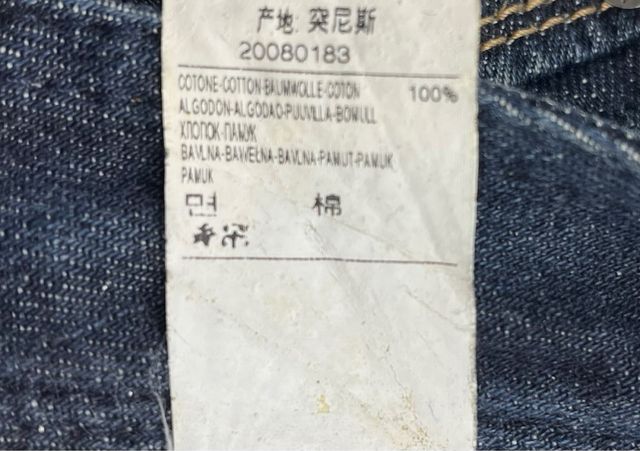 产地: 突尼斯
20080183
COTONE-COTTON-BAUMWOLLE-COTON 100%
ALGODON-ALGODAO-PUUVILLA-BOMULL
ХЛОПОК-ПАМУК
BAVLNA-BAWEŁNA-BAVLNA-PAMUT-PAMUK
PAMUK
면 棉